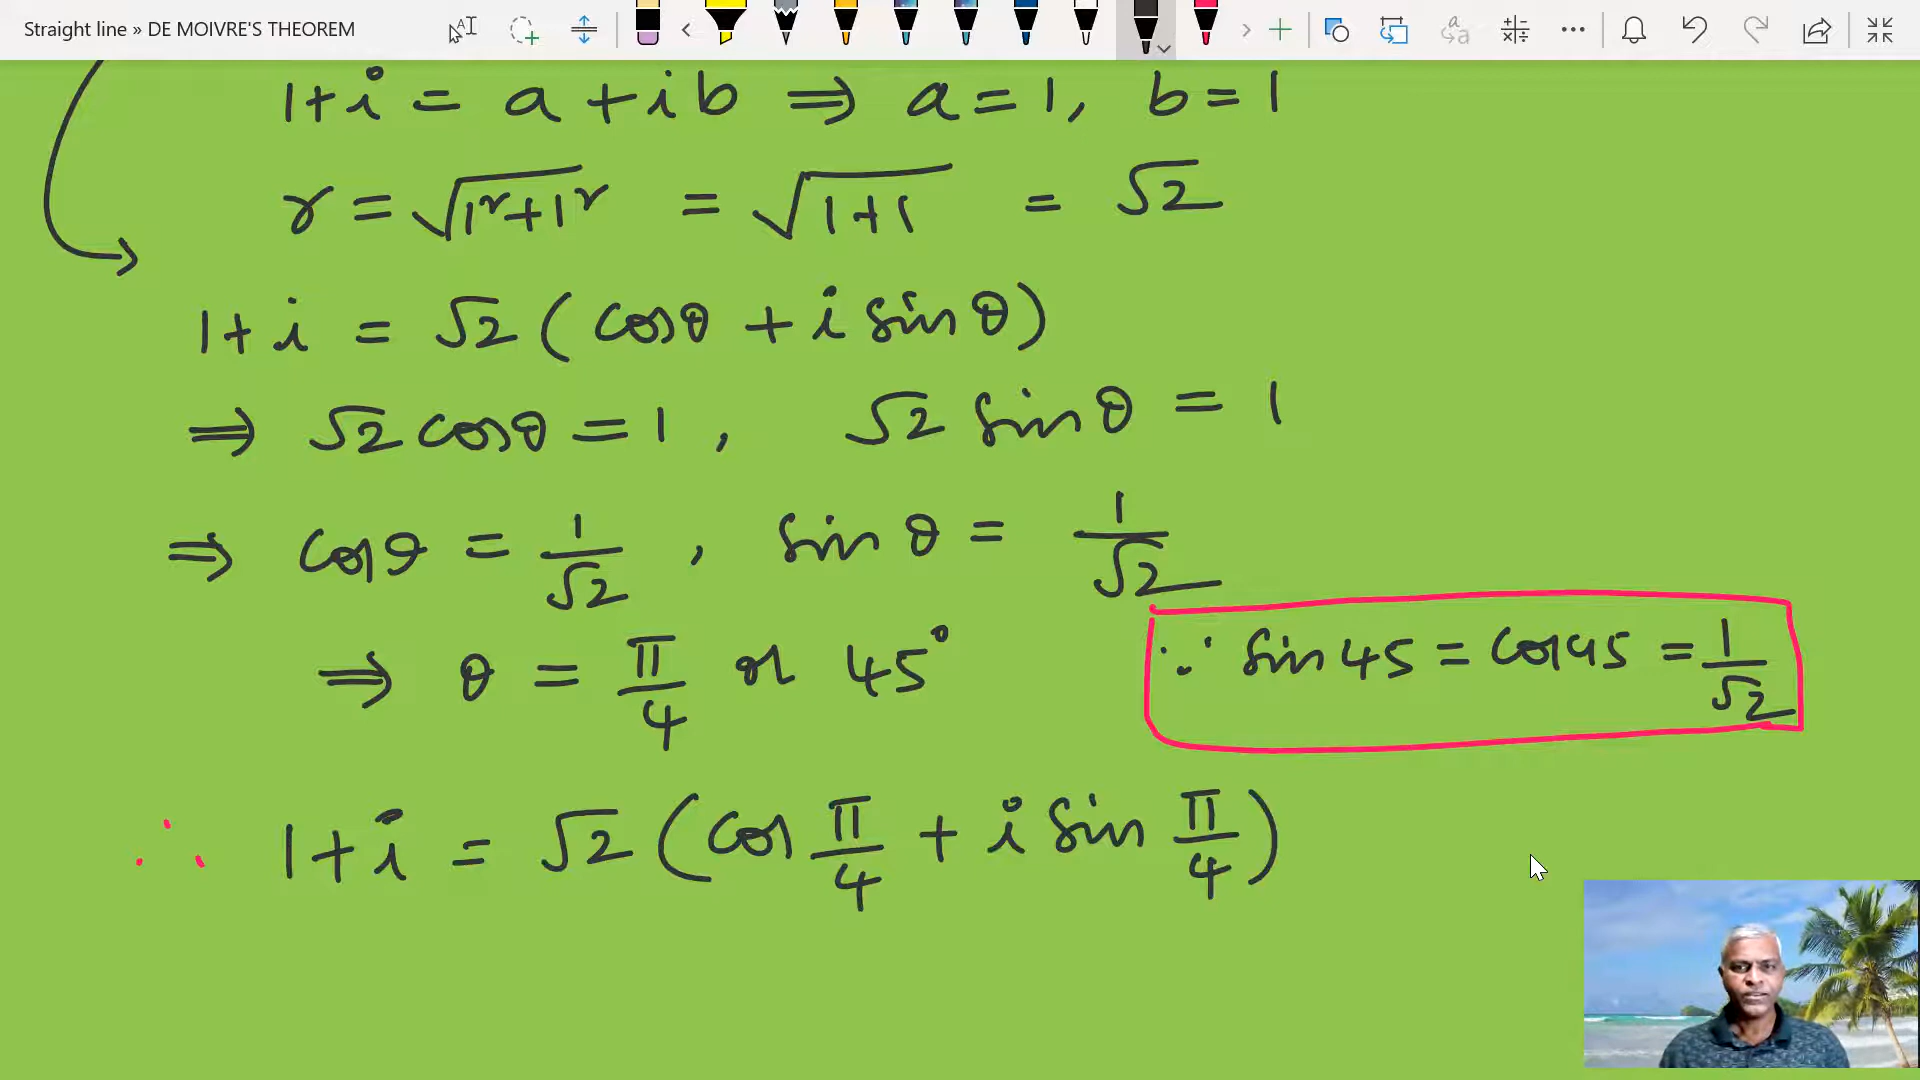 Straight line » DE MOIVRE'S THEOREM
1+i = a+ib ⇒ a=1, b=1
r = √(1²+1²) = √(1+1) = √2
1+i = √2 (cosθ + i sinθ)
⇒ √2 cosθ = 1, √2 sinθ = 1
⇒ cosθ = 1/√2, sinθ = 1/√2
⇒ θ = π/4 or 45°
∵ sin45 = cos45 = 1/√2
∴ 1+i = √2 (cos π/4 + i sin π/4)